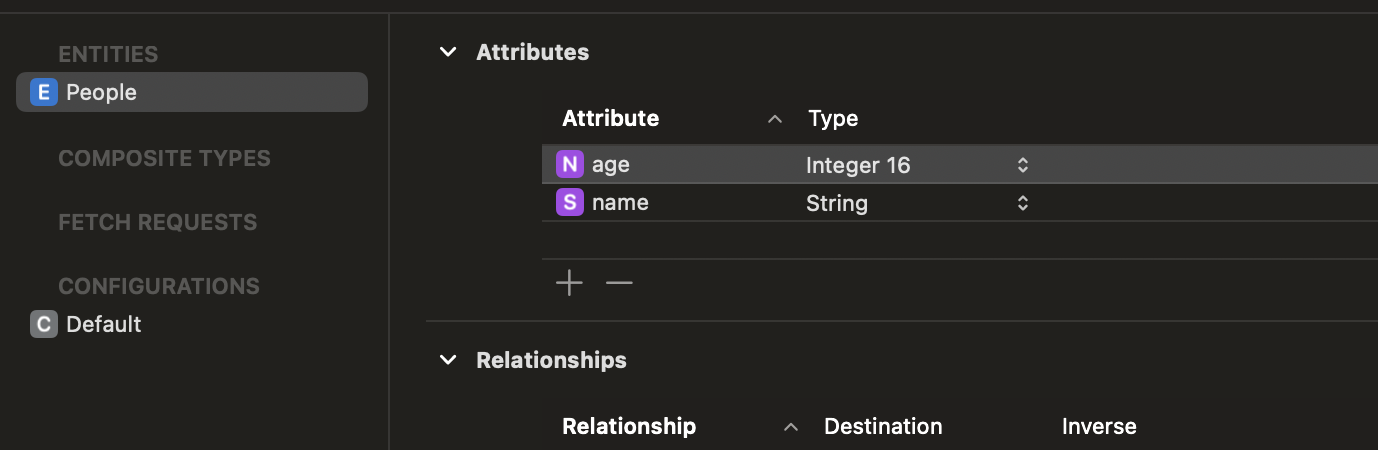 ENTITIES
E People
COMPOSITE TYPES
FETCH REQUESTS
CONFIGURATIONS
C Default
Attributes
Attribute Type
N age Integer 16
S name String
Relationships
Relationship Destination Inverse